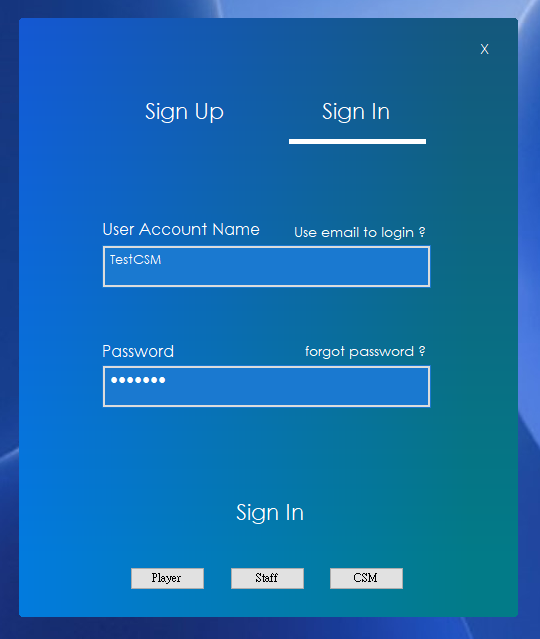 X
Sign Up Sign In
User Account Name Use email to login ?
TestCSM
Password forgot password ?
●●●●●●●
Sign In
Player Staff CSM